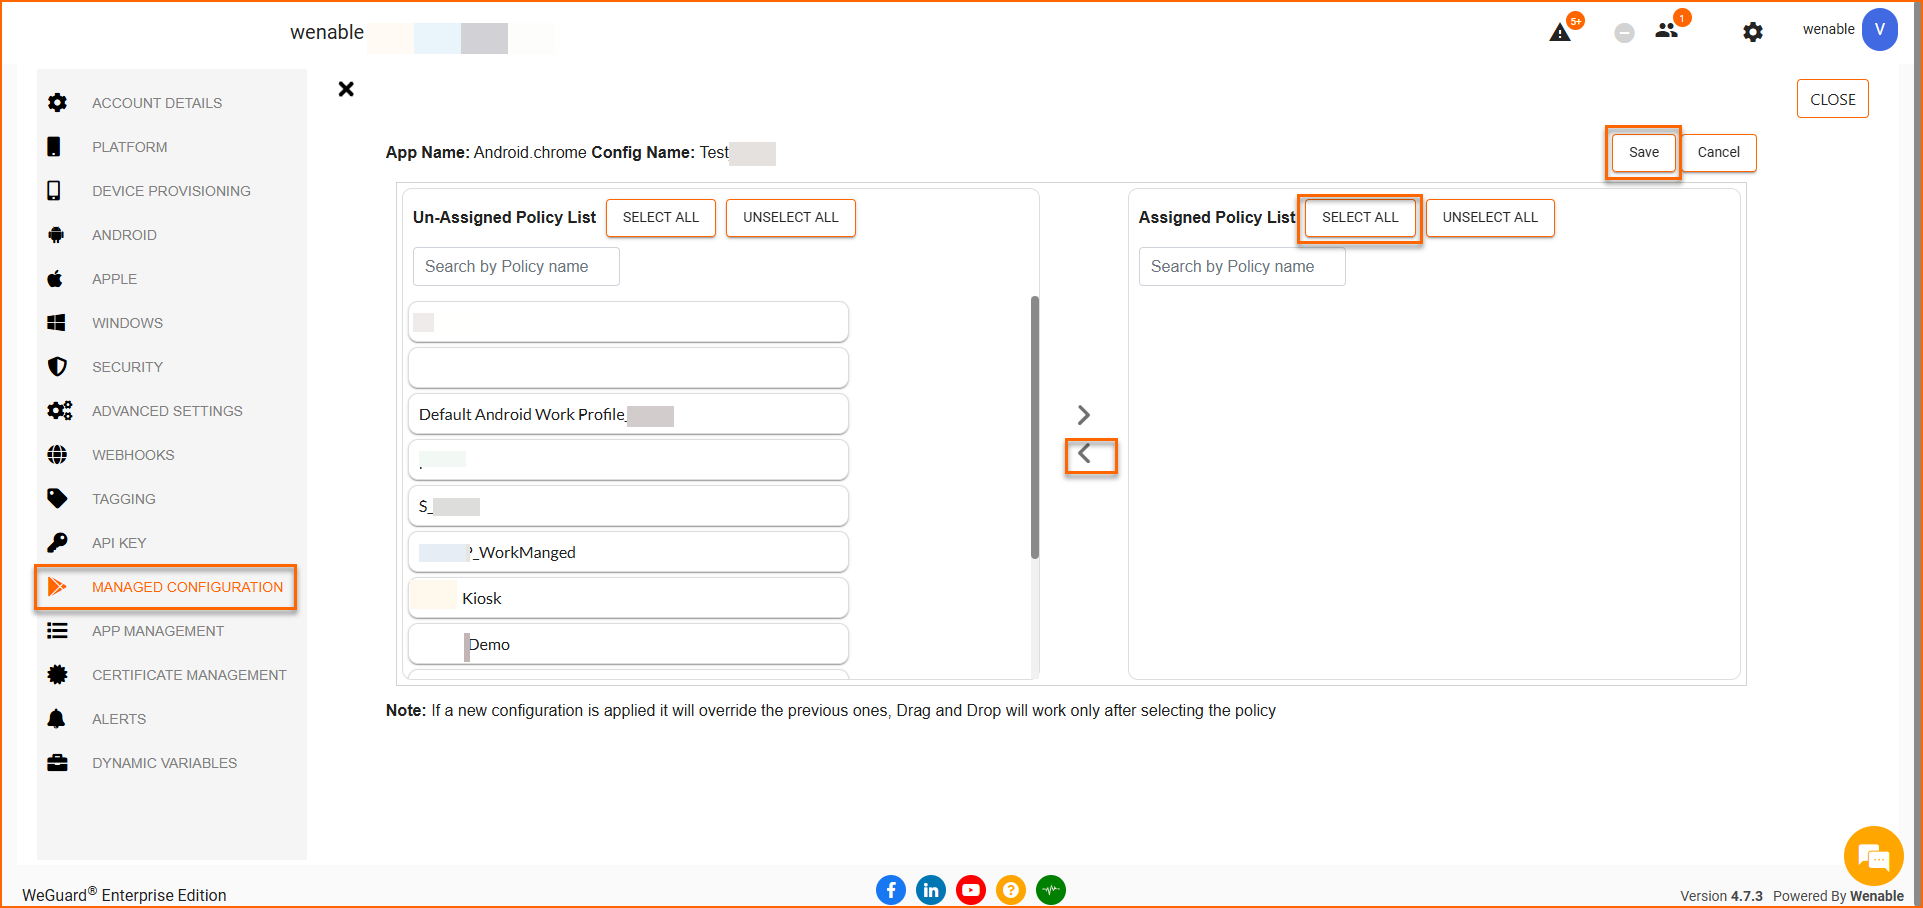 wenable
5+
1
wenable
V
CLOSE
ACCOUNT DETAILS
PLATFORM
DEVICE PROVISIONING
ANDROID
APPLE
WINDOWS
SECURITY
ADVANCED SETTINGS
WEBHOOKS
TAGGING
API KEY
MANAGED CONFIGURATION
APP MANAGEMENT
CERTIFICATE MANAGEMENT
ALERTS
DYNAMIC VARIABLES
App Name: Android.chrome Config Name: Test
Save
Cancel
Un-Assigned Policy List
SELECT ALL
UNSELECT ALL
Search by Policy name
Default Android Work Profile_
S_
_WorkManged
Kiosk
Demo
Assigned Policy List
SELECT ALL
UNSELECT ALL
Search by Policy name
Note: If a new configuration is applied it will override the previous ones, Drag and Drop will work only after selecting the policy
WeGuard® Enterprise Edition
Version 4.7.3 Powered By Wenable